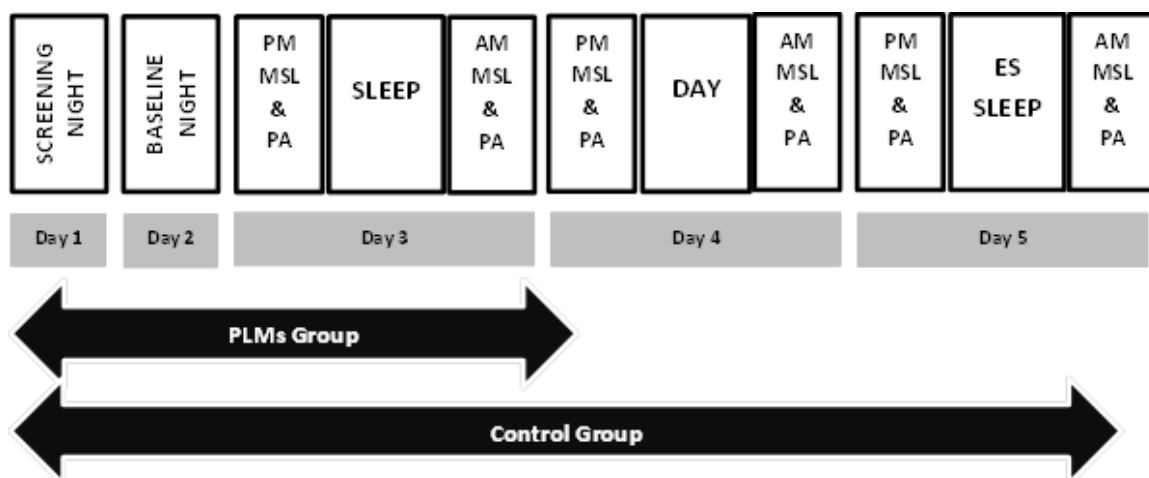 SCREENING
NIGHT
BASELINE
NIGHT
PM
MSL
&
PA
SLEEP
AM
MSL
&
PA
PM
MSL
&
PA
DAY
AM
MSL
&
PA
PM
MSL
&
PA
ES
SLEEP
AM
MSL
&
PA
Day 1
Day 2
Day 3
Day 4
Day 5
PLMs Group
Control Group